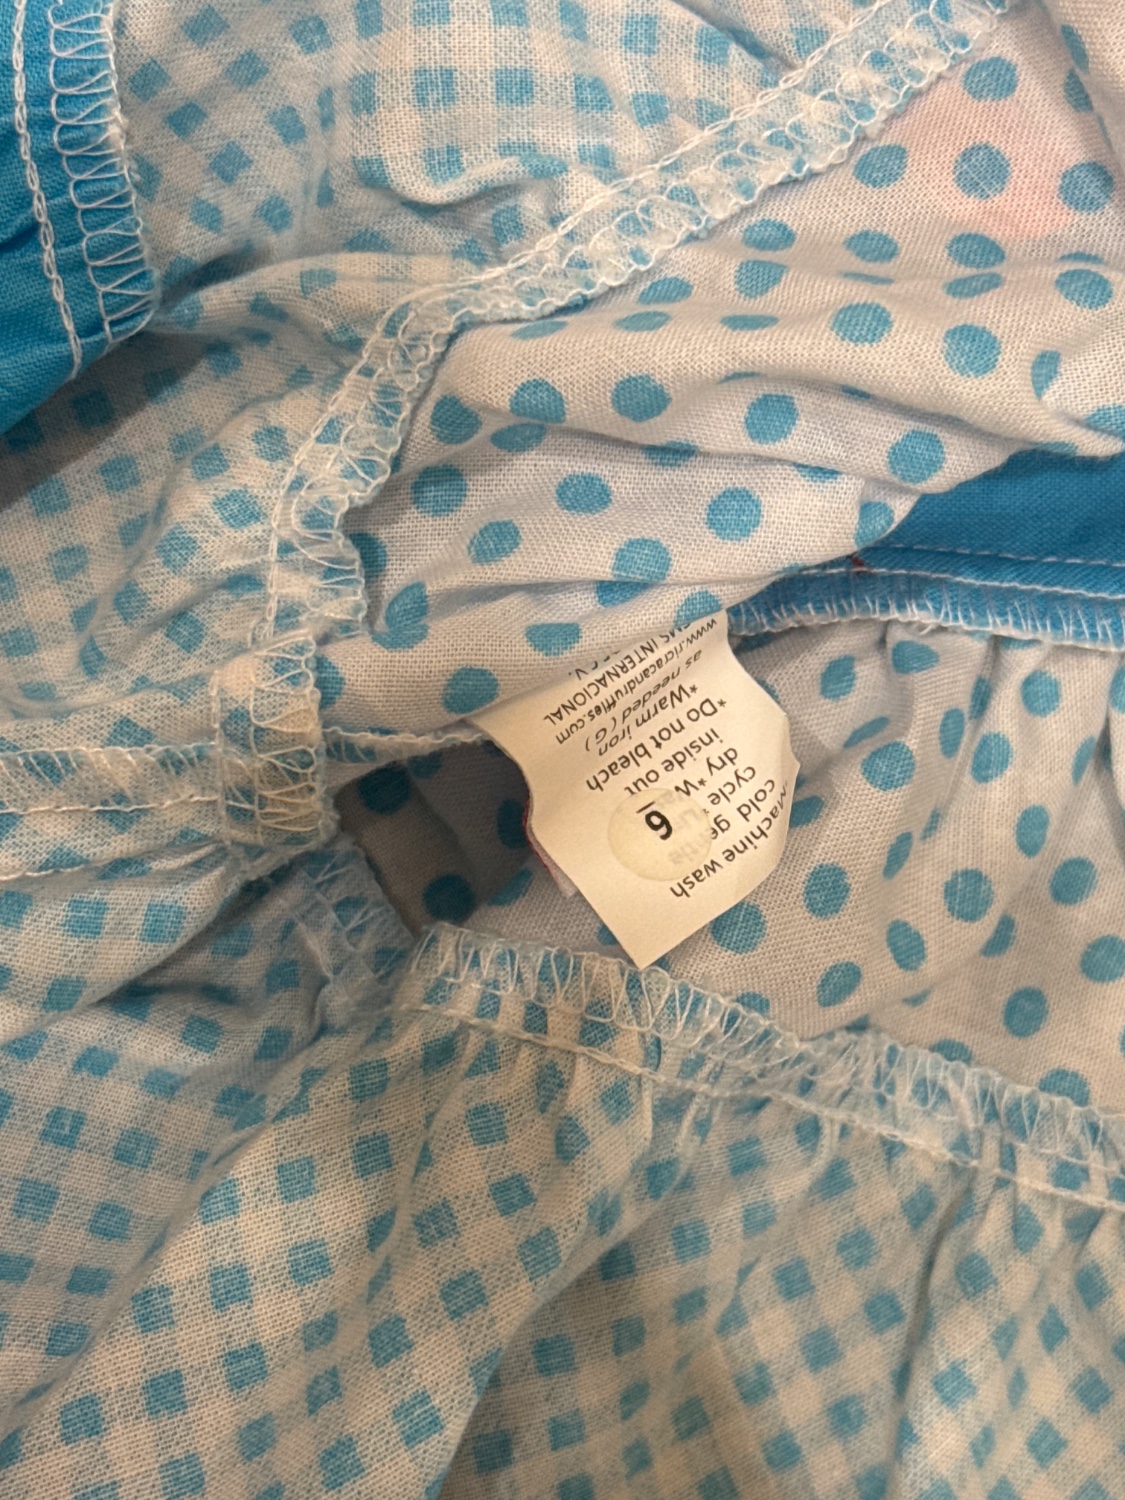 Machine wash
cold
cycle
dry
inside out
*Do not bleach
*Warm iron
as needed ( G )
www.ricracandruffles.com
INTERNACIONAL
6